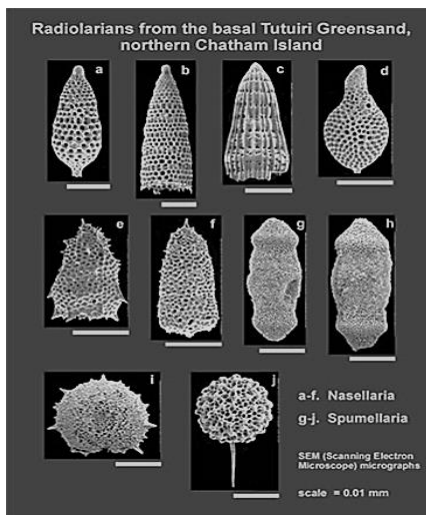 Radiolarians from the basal Tutuiri Greensand,
northern Chatham Island
a
b
c
d
e
f
g
h
i
j
a-f. Nasellaria
g-j. Spumellaria
SEM (Scanning Electron
Microscope) micrographs
scale = 0.01 mm